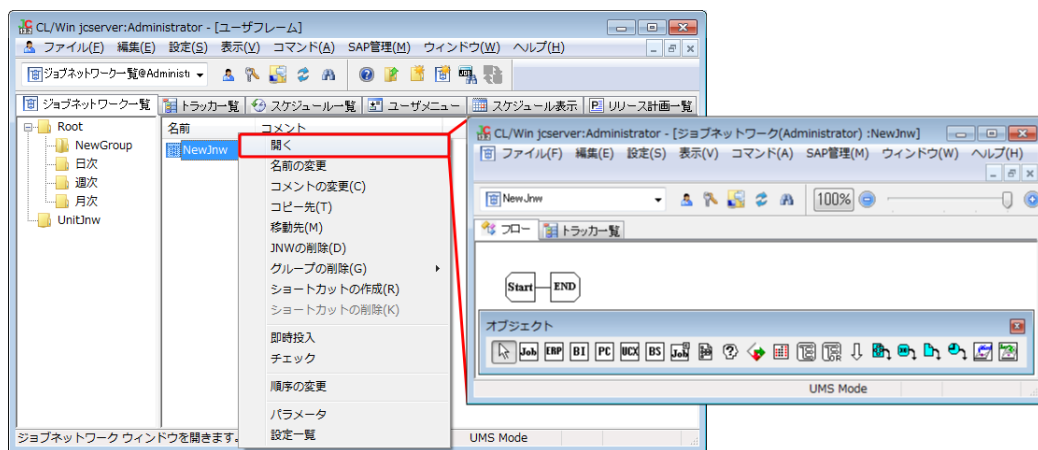 CL/Win jcserver:Administrator - [ユーザフレーム]
ファイル(F) 編集(E) 設定(S) 表示(V) コマンド(A) SAP管理(M) ウィンドウ(W) ヘルプ(H)
ジョブネットワーク一覧@Administ
ジョブネットワーク一覧 トラッカ一覧 スケジュール一覧 ユーザメニュー スケジュール表示 リリース計画一覧
Root
NewGroup
日次
週次
月次
UnitJnw
名前 コメント
NewJnw
開く
名前の変更
コメントの変更(C)
コピー先(T)
移動先(M)
JNWの削除(D)
グループの削除(G)
ショートカットの作成(R)
ショートカットの削除(K)
即時投入
チェック
順序の変更
パラメータ
設定一覧
ジョブネットワーク ウィンドウを開きます。
UMS Mode
CL/Win jcserver:Administrator - [ジョブネットワーク(Administrator) :NewJnw]
ファイル(F) 編集(E) 設定(S) 表示(V) コマンド(A) SAP管理(M) ウィンドウ(W) ヘルプ(H)
NewJnw 100%
フロー トラッカ一覧
Start END
オブジェクト
Job ERP BI PC UCX BS Job
UMS Mode